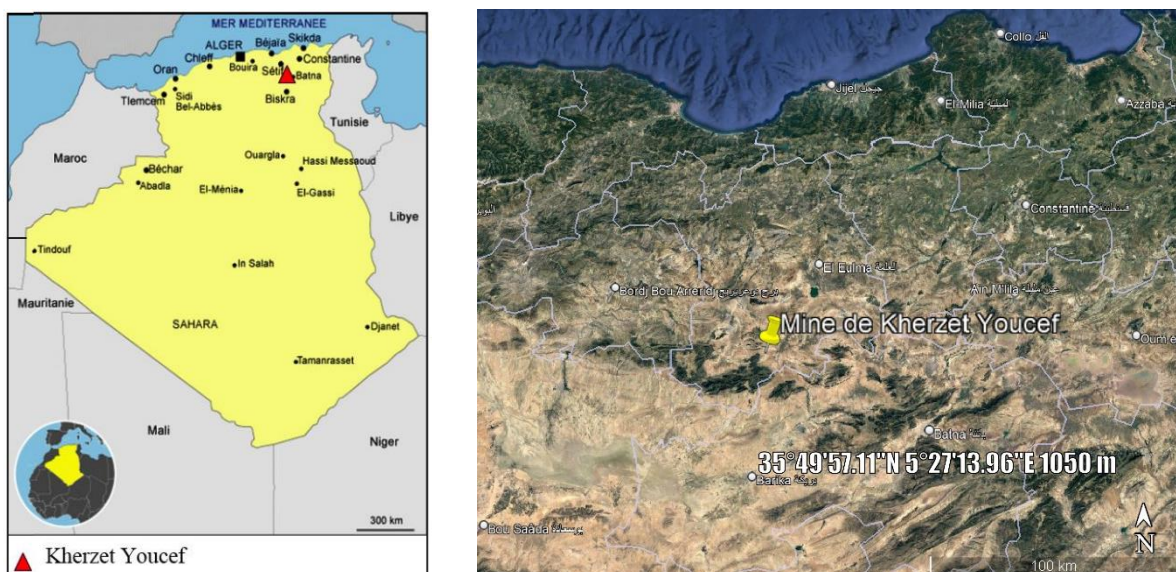 MER MEDITERRANEE
Skikda
Béjaïa
ALGER
Constantine
Chleff
Bouira
Sétif
Oran
Batna
Tlemcem
Sidi
Bel-Abbès
Biskra
Tunisie
Maroc
Ouargla
Hassi Messaoud
Béchar
Abadla
El-Ménia
El-Gassi
Libye
Tindouf
In Salah
Mauritanie
SAHARA
Djanet
Tamanrasset
Mali
Niger
300 km
Kherzet Youcef
Collo القل
Jijel جيجل
El Milia الميلية
Azzaba
Constantine قسنطينة
El Eulma العلمة
Bordj Bou Arreridj برج بوعريريج
Ain M'lila عين مليلة
Mine de Kherzet Youcef
Oum
Batna باتنة
35°49'57.11"N 5°27'13.96"E 1050 m
Barika بريكة
Bou Saâda بوسعادة
N
100 km